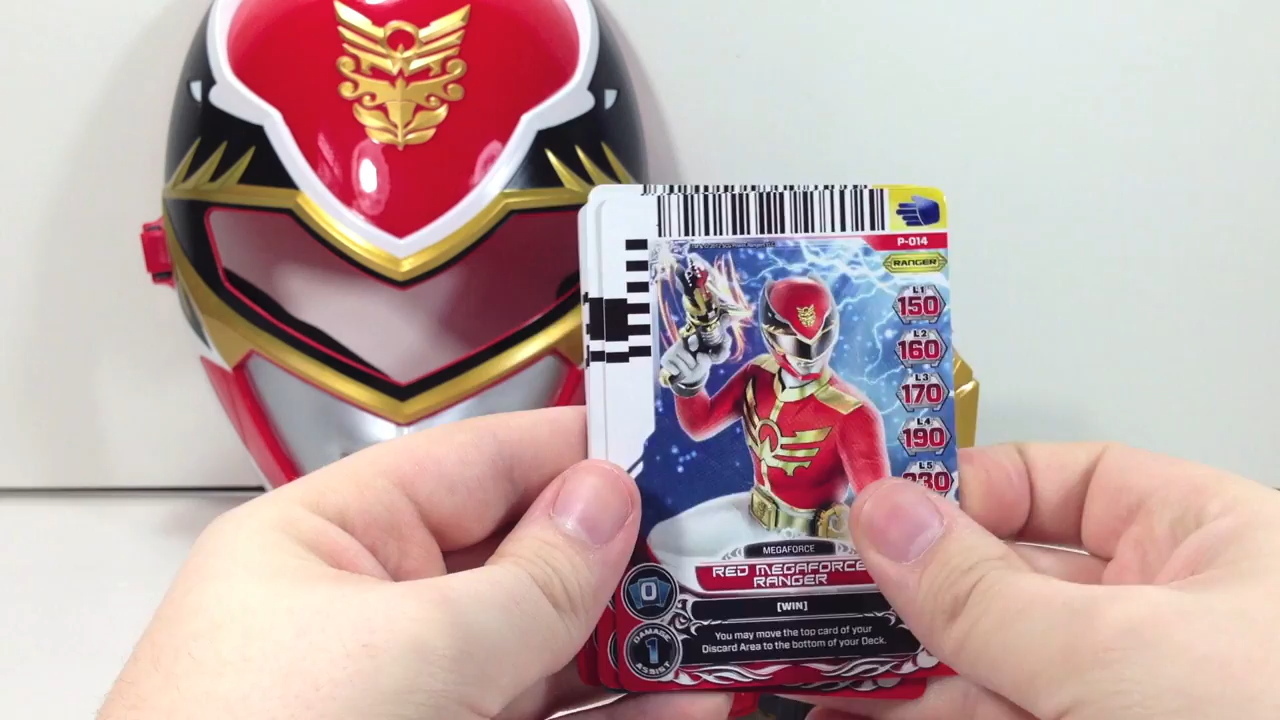 P-014
RANGER
L1
150
L2
160
L3
170
L4
190
L5
230
MEGAFORCE
RED MEGAFORCE
RANGER
0
[WIN]
DAMAGE
1
ASSIST
You may move the top card of your
Discard Area to the bottom of your Deck.